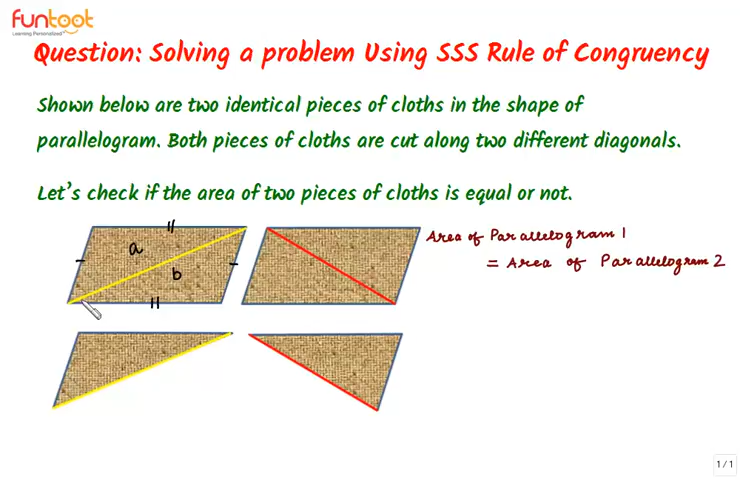 funtoot
Learning Personalized
Question: Solving a problem Using SSS Rule of Congruency
Shown below are two identical pieces of cloths in the shape of
parallelogram. Both pieces of cloths are cut along two different diagonals.
Let's check if the area of two pieces of cloths is equal or not.
a
b
Area of Parallelogram 1
= Area of Parallelogram 2
1 / 1